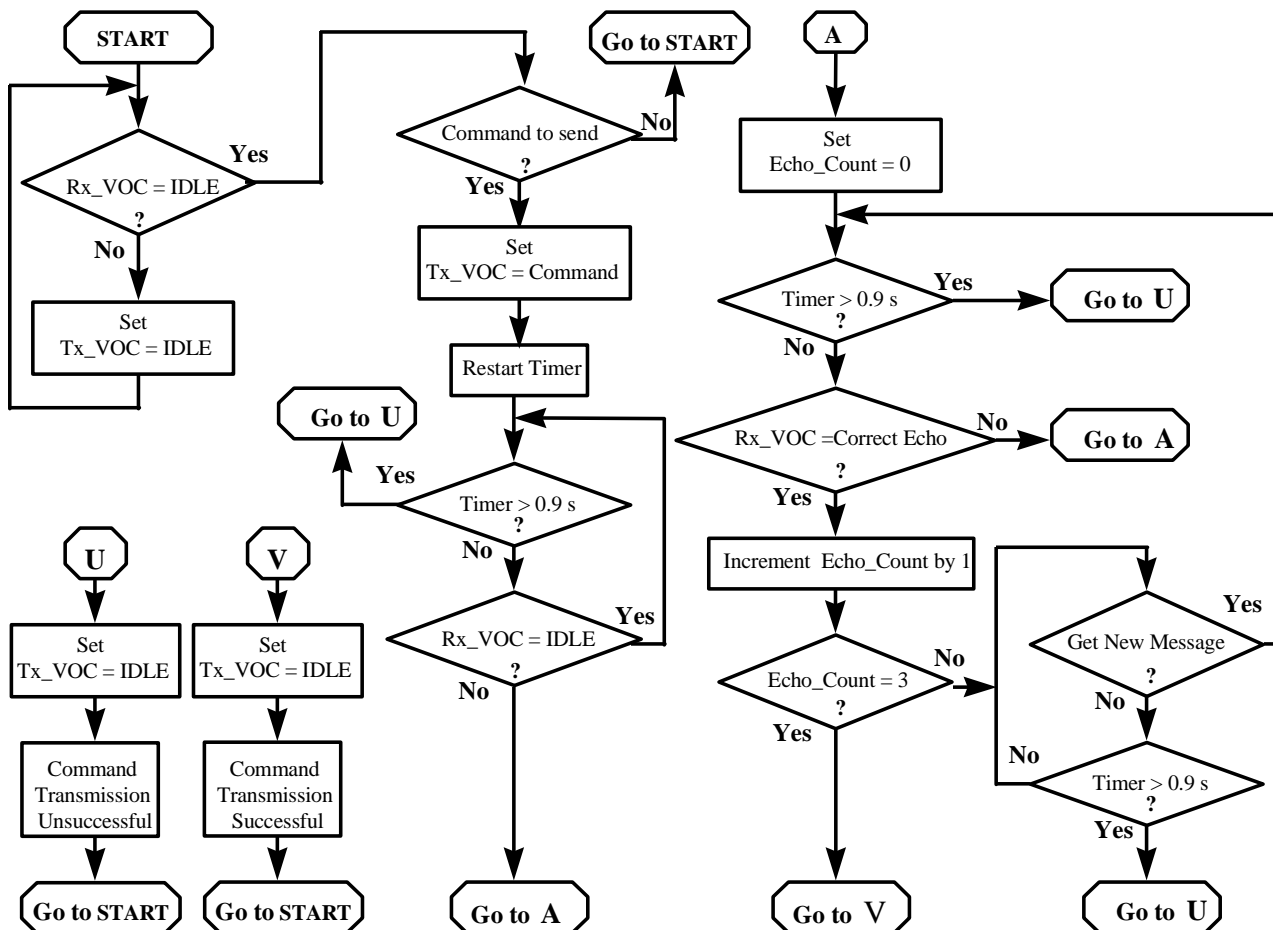 START
Rx_VOC = IDLE
?
Yes
No
Set
Tx_VOC = IDLE
Go to START
Command to send
?
No
Yes
Set
Tx_VOC = Command
Restart Timer
Go to U
Yes
Timer > 0.9 s
?
No
Rx_VOC = IDLE
?
Yes
No
Go to A
U
Set
Tx_VOC = IDLE
Command
Transmission
Unsuccessful
Go to START
V
Set
Tx_VOC = IDLE
Command
Transmission
Successful
Go to START
A
Set
Echo_Count = 0
Timer > 0.9 s
?
Yes
Go to U
No
Rx_VOC =Correct Echo
?
No
Go to A
Yes
Increment Echo_Count by 1
Echo_Count = 3
?
No
Yes
Go to V
Get New Message
?
Yes
No
Timer > 0.9 s
?
No
Yes
Go to U